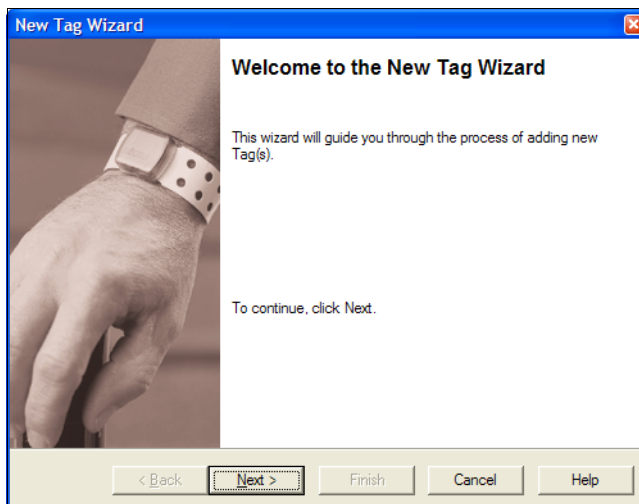 New Tag Wizard
Welcome to the New Tag Wizard
This wizard will guide you through the process of adding new
Tag(s).
To continue, click Next.
< Back
Next >
Finish
Cancel
Help